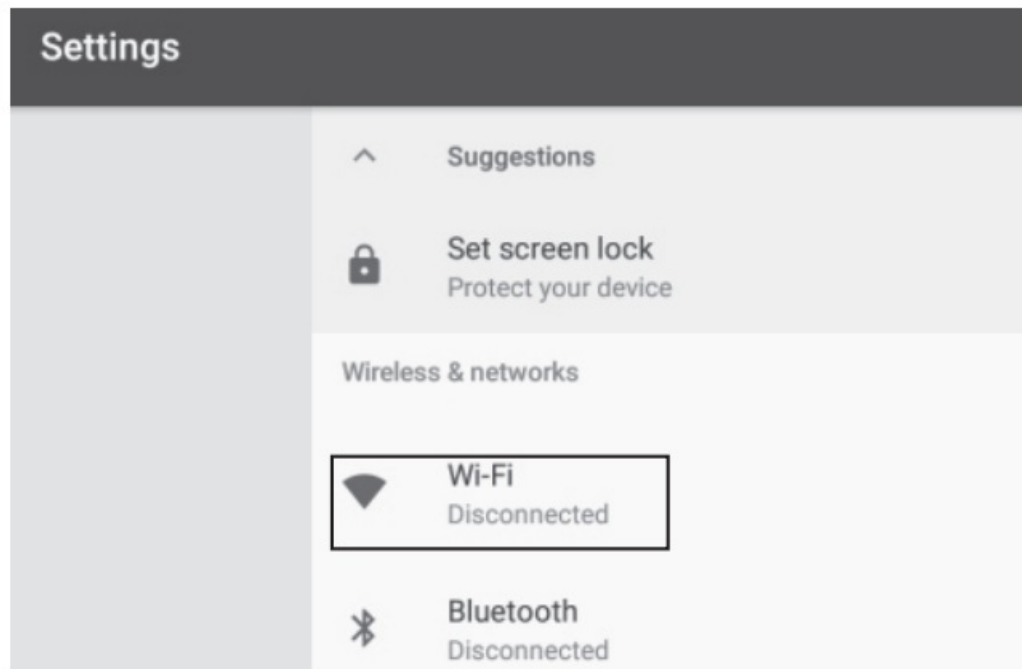 Settings
Suggestions
Set screen lock
Protect your device
Wireless & networks
Wi-Fi
Disconnected
Bluetooth
Disconnected